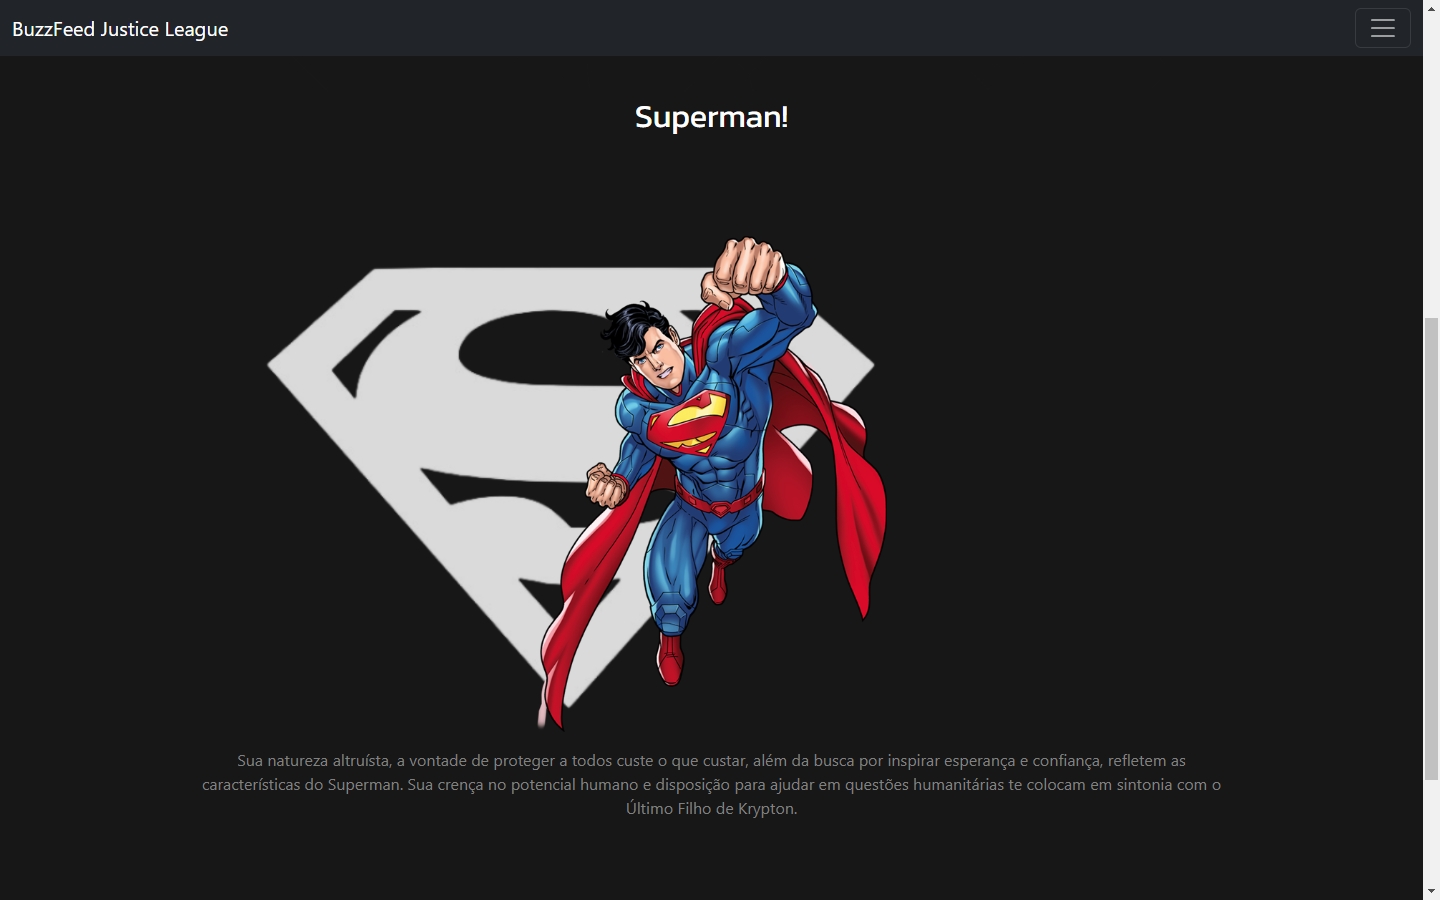 BuzzFeed Justice League
Superman!
Sua natureza altruísta, a vontade de proteger a todos custe o que custar, além da busca por inspirar esperança e confiança, refletem as
características do Superman. Sua crença no potencial humano e disposição para ajudar em questões humanitárias te colocam em sintonia com o
Último Filho de Krypton.